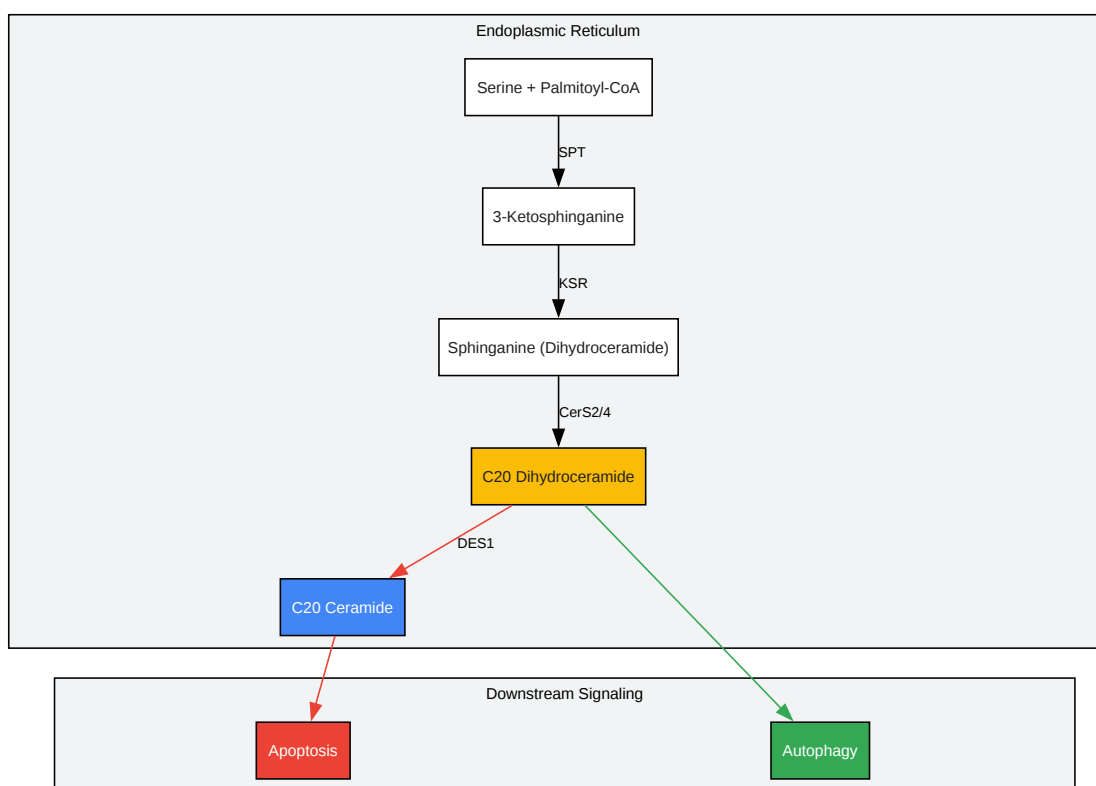 Endoplasmic Reticulum
Serine + Palmitoyl-CoA
SPT
3-Ketosphinganine
KSR
Sphinganine (Dihydroceramide)
CerS2/4
C20 Dihydroceramide
DES1
C20 Ceramide
Downstream Signaling
Apoptosis
Autophagy